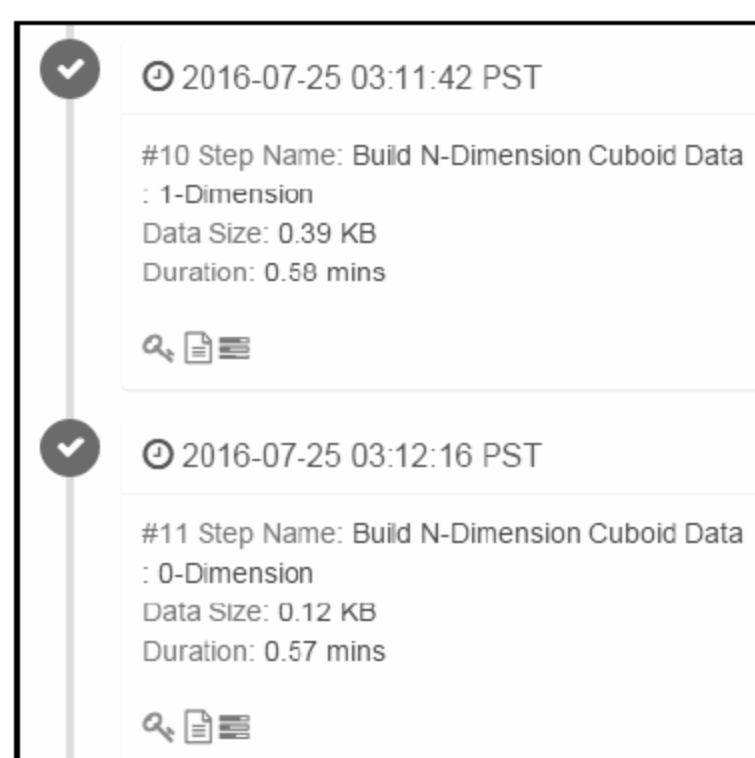 2016-07-25 03:11:42 PST
#10 Step Name: Build N-Dimension Cuboid Data
: 1-Dimension
Data Size: 0.39 KB
Duration: 0.58 mins
2016-07-25 03:12:16 PST
#11 Step Name: Build N-Dimension Cuboid Data
: 0-Dimension
Data Size: 0.12 KB
Duration: 0.57 mins